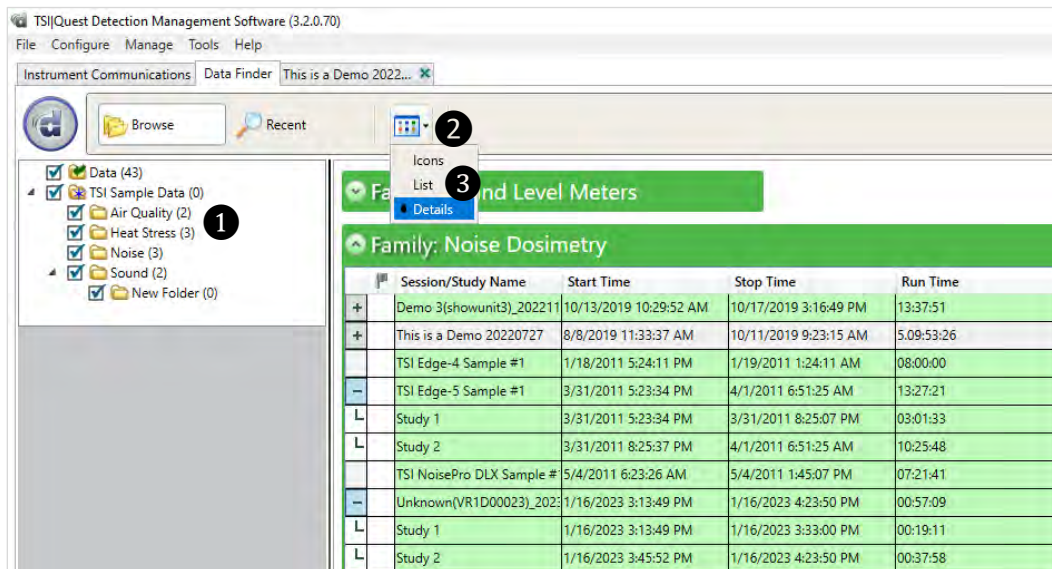 TSI|Quest Detection Management Software (3.2.0.70)
File Configure Manage Tools Help
Instrument Communications Data Finder This is a Demo 2022...
d Browse Recent 2
Icons
List 3
Details
Data (43)
TSI Sample Data (0)
Air Quality (2)
Heat Stress (3)
Noise (3)
Sound (2)
New Folder (0)
1
Level Meters
Family: Noise Dosimetry
Session/Study Name Start Time Stop Time Run Time
Demo 3(showunit3)_202211 10/13/2019 10:29:52 AM 10/17/2019 3:16:49 PM 13:37:51
This is a Demo 20220727 8/8/2019 11:33:37 AM 10/11/2019 9:23:15 AM 5.09:53:26
TSI Edge-4 Sample #1 1/18/2011 5:24:11 PM 1/19/2011 1:24:11 AM 08:00:00
TSI Edge-5 Sample #1 3/31/2011 5:23:34 PM 4/1/2011 6:51:25 AM 13:27:21
Study 1 3/31/2011 5:23:34 PM 3/31/2011 8:25:07 PM 03:01:33
Study 2 3/31/2011 8:25:37 PM 4/1/2011 6:51:25 AM 10:25:48
TSI NoisePro DLX Sample # 5/4/2011 6:23:26 AM 5/4/2011 1:45:07 PM 07:21:41
Unknown(VR1D00023)_2023 1/16/2023 3:13:49 PM 1/16/2023 4:23:50 PM 00:57:09
Study 1 1/16/2023 3:13:49 PM 1/16/2023 3:33:00 PM 00:19:11
Study 2 1/16/2023 3:45:52 PM 1/16/2023 4:23:50 PM 00:37:58